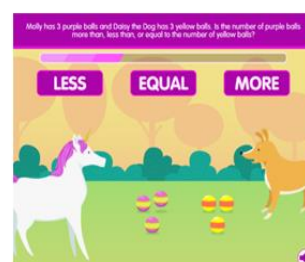 Molly has 3 purple balls and Daisy the Dog has 3 yellow balls. Is the number of purple balls
more than, less than, or equal to the number of yellow balls?
LESS EQUAL MORE